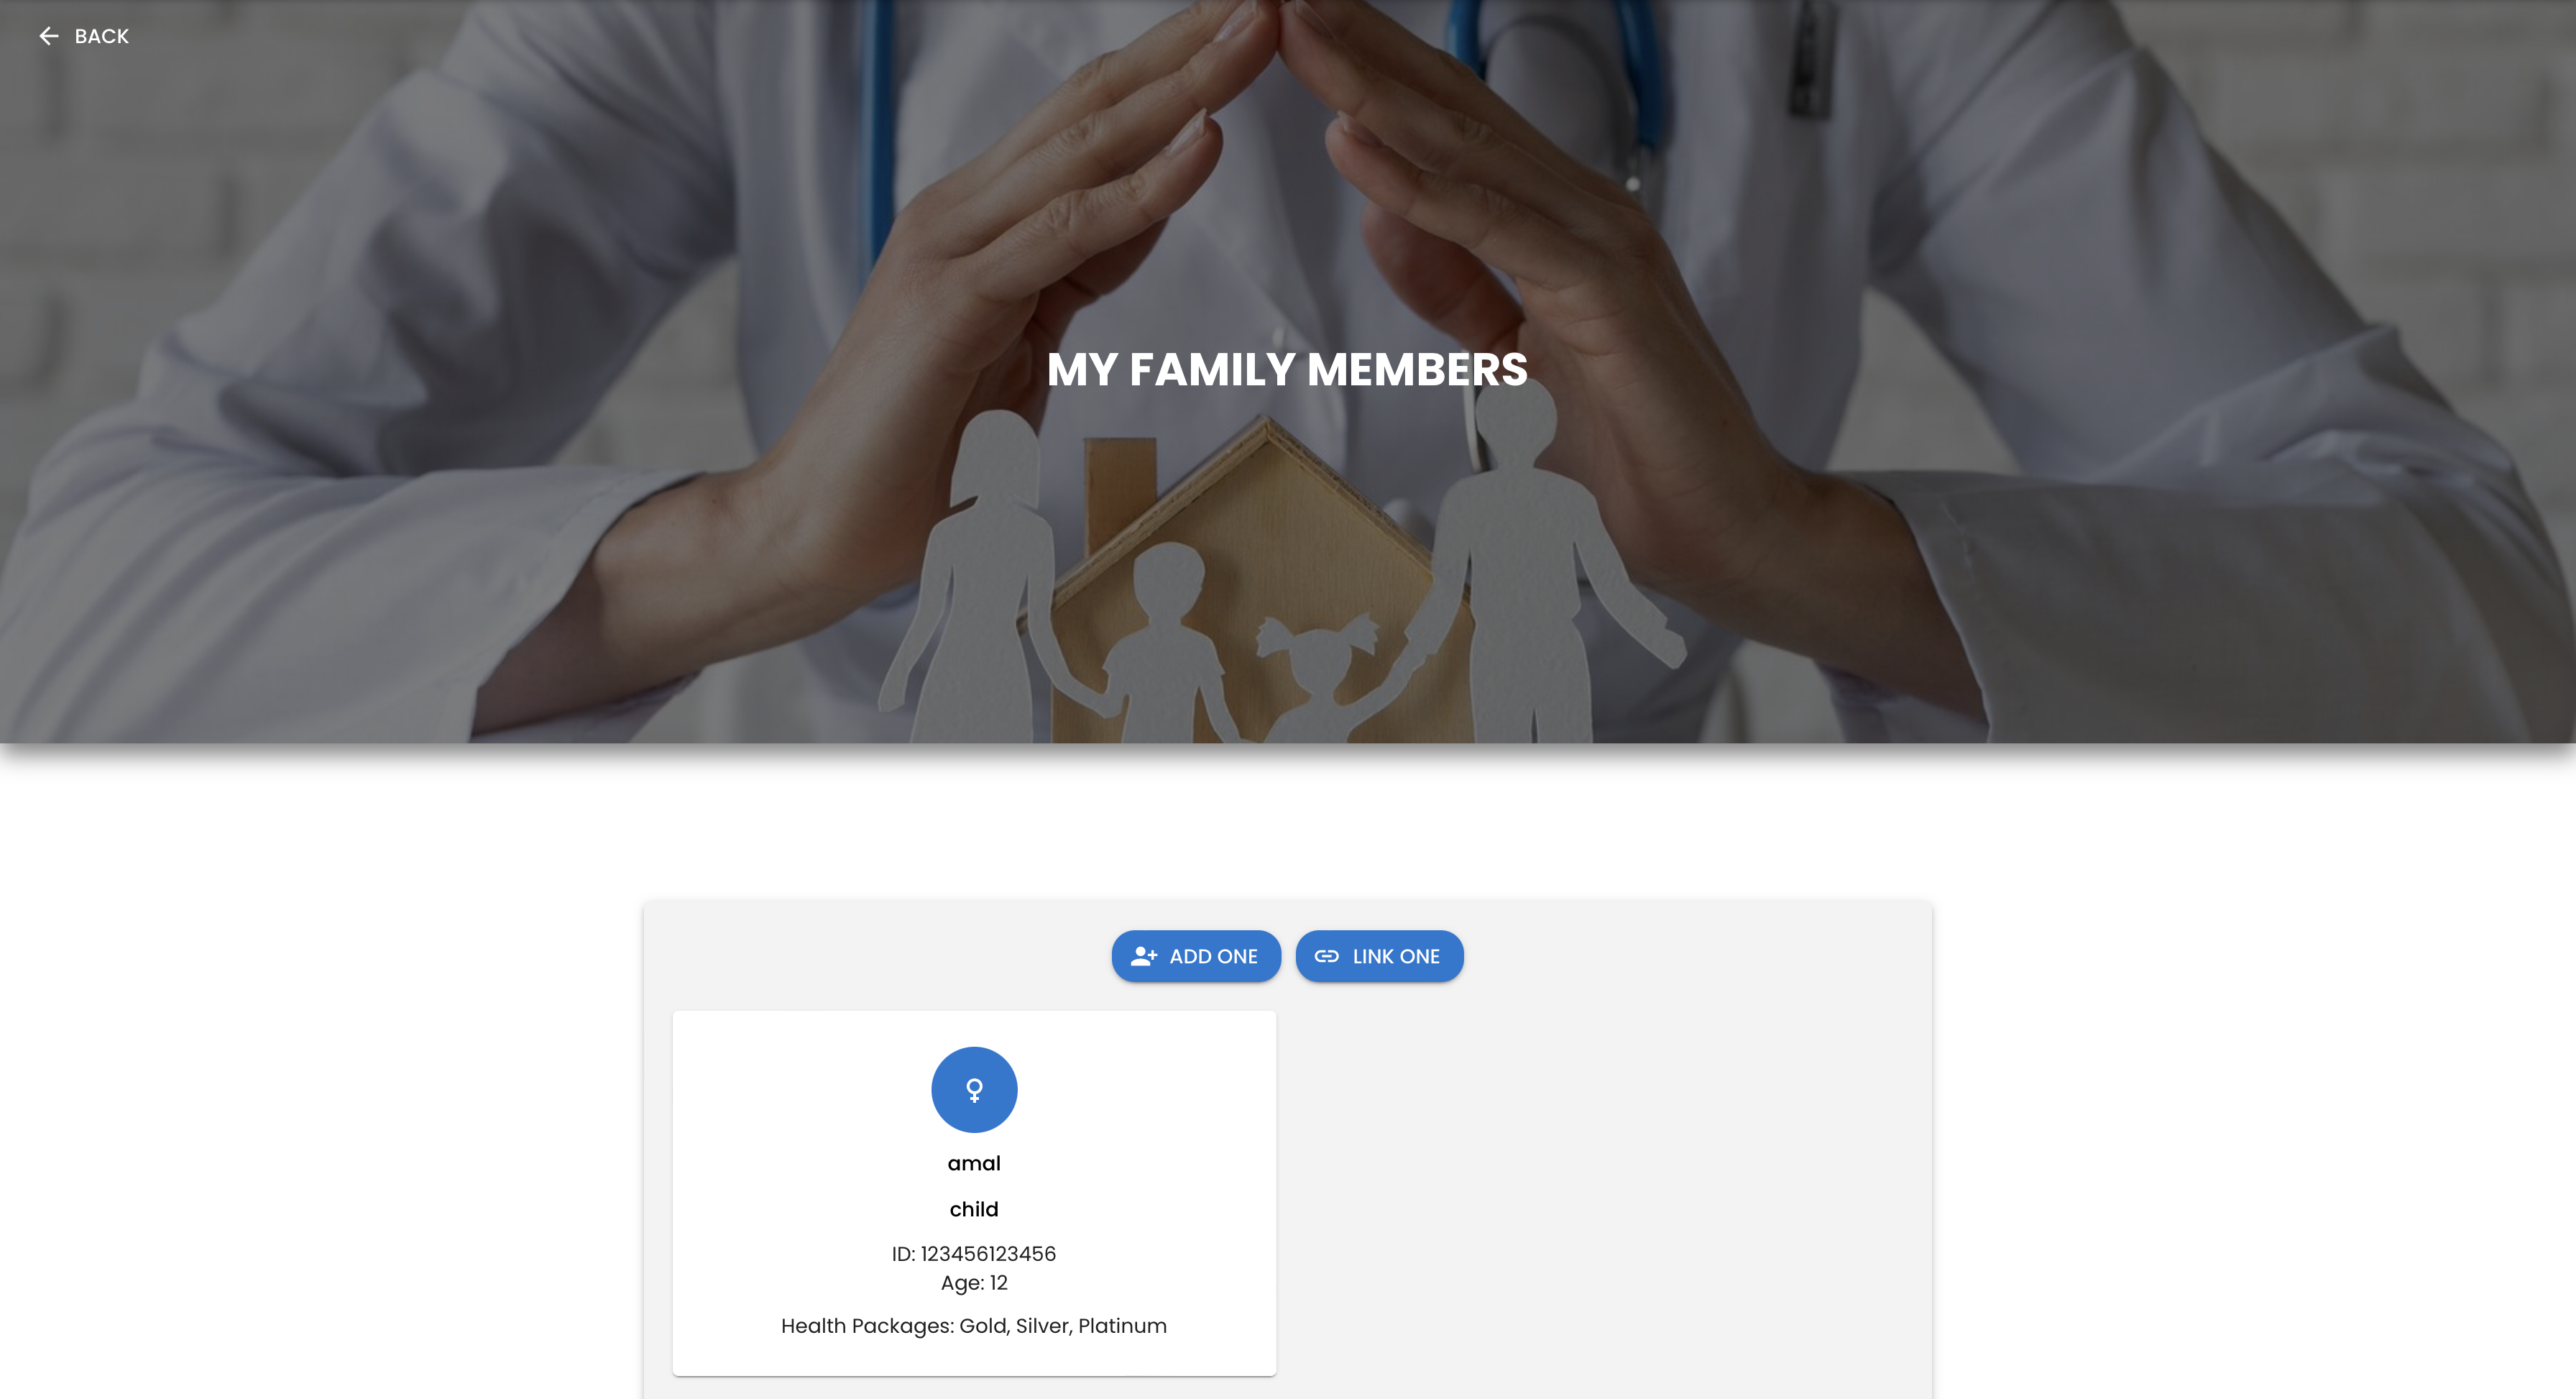 BACK
MY FAMILY MEMBERS
ADD ONE
LINK ONE
amal
child
ID: 123456123456
Age: 12
Health Packages: Gold, Silver, Platinum